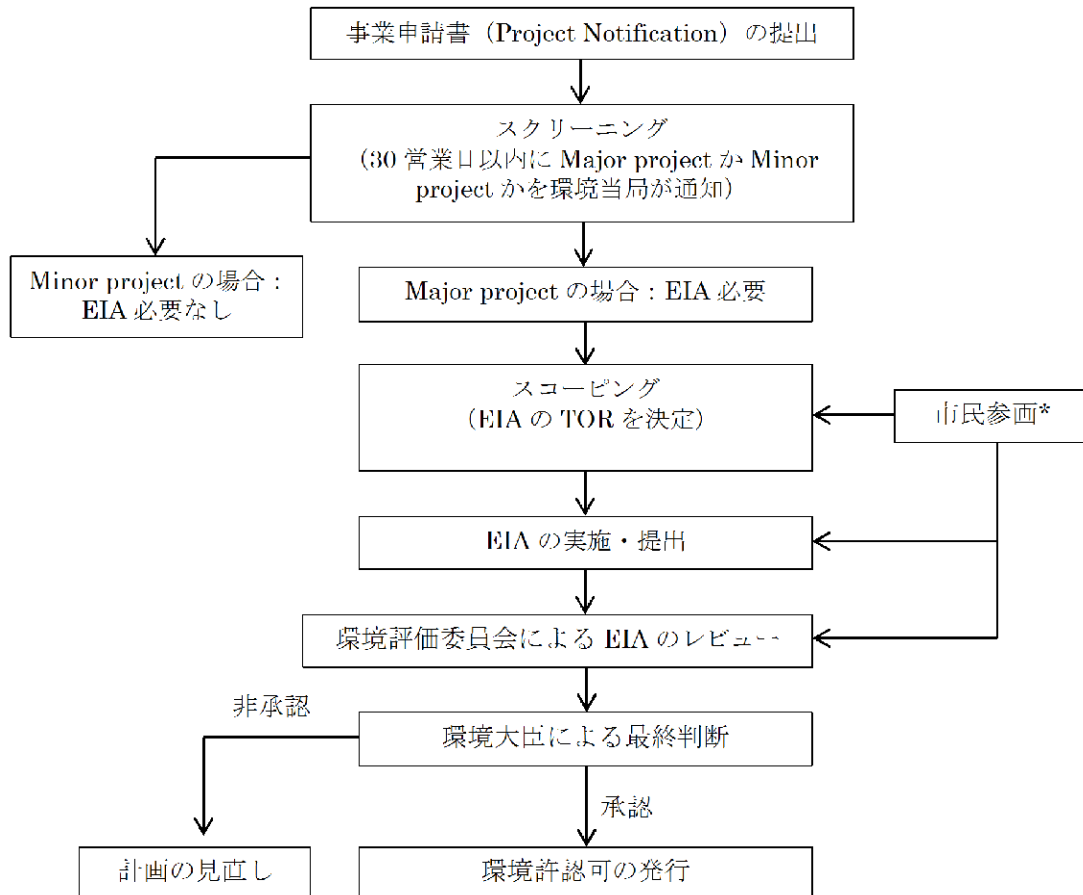 事業申請書（Project Notification）の提出
スクリーニング
（30 営業日以内に Major project か Minor
project かを環境当局が通知）
Minor project の場合：
EIA 必要なし
Major project の場合：EIA 必要
スコーピング
（EIA の TOR を決定）
市民参画*
EIA の実施・提出
環境評価委員会による EIA のレビュー
非承認
環境大臣による最終判断
承認
計画の見直し
環境許認可の発行